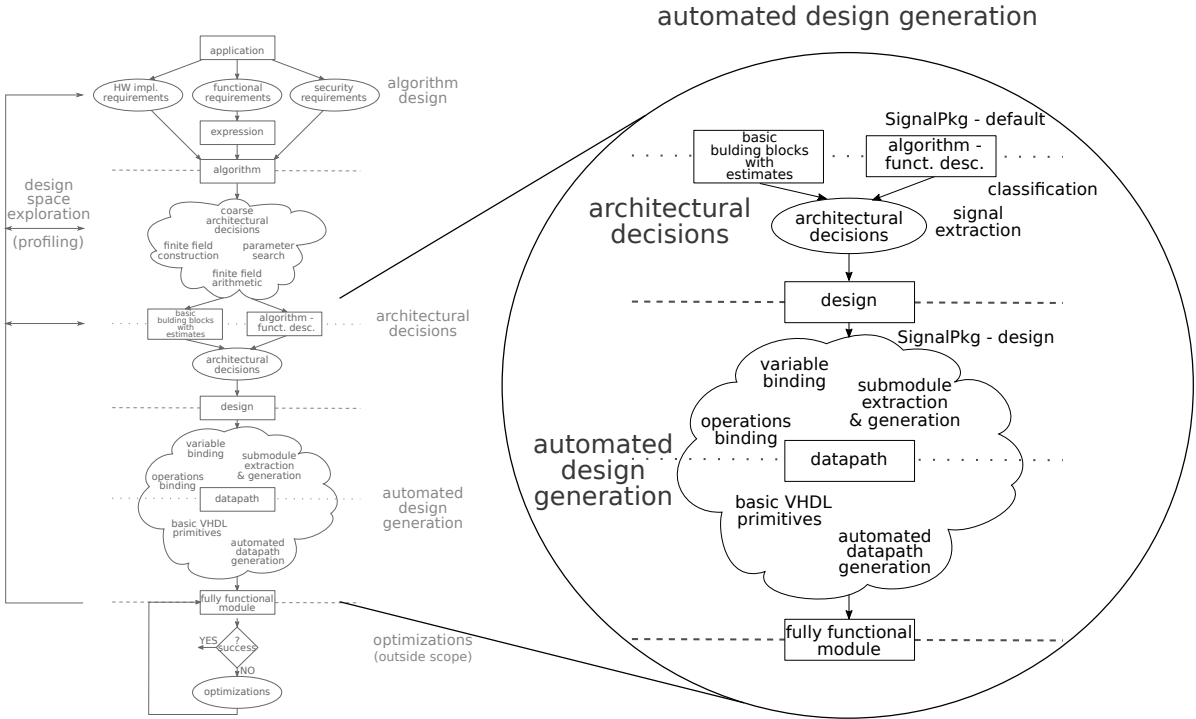 automated design generation
application
HW impl.
requirements
functional
requirements
security
requirements
algorithm
design
expression
algorithm
design
space
exploration
(profiling)
coarse
architectural
decisions
finite field
construction
parameter
search
finite field
arithmetic
basic
bulding blocks
with
estimates
algorithm -
funct. desc.
architectural
decisions
architectural
decisions
design
variable
binding
submodule
extraction
& generation
operations
binding
datapath
automated
design
generation
basic VHDL
primitives
automated
datapath
generation
fully functional
module
?
success
YES
NO
optimizations
(outside scope)
optimizations
SignalPkg - default
basic
bulding blocks
with
estimates
algorithm -
funct. desc.
classification
architectural
decisions
architectural
decisions
signal
extraction
design
SignalPkg - design
variable
binding
submodule
extraction
& generation
operations
binding
automated
design
generation
datapath
basic VHDL
primitives
automated
datapath
generation
fully functional
module